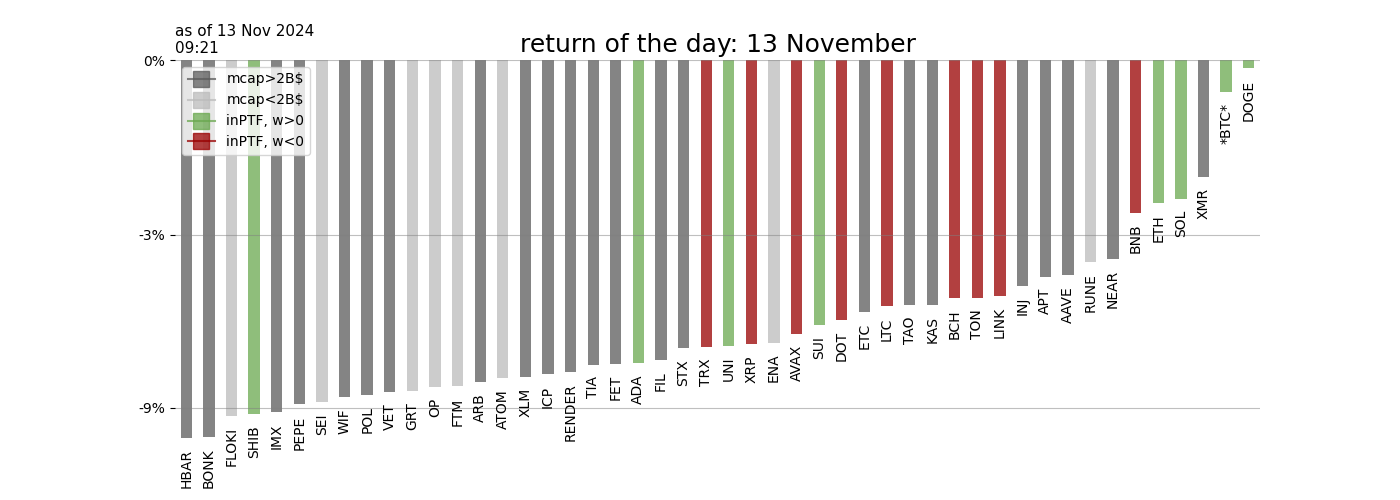 as of 13 Nov 2024
09:21
return of the day: 13 November
0%
-3%
-9%
mcap>2B$
mcap<2B$
inPTF, w>0
inPTF, w<0
HBAR
BONK
FLOKI
SHIB
IMX
PEPE
SEI
WIF
POL
VET
GRT
OP
FTM
ARB
ATOM
XLM
ICP
RENDER
TIA
FET
ADA
FIL
STX
TRX
UNI
XRP
ENA
AVAX
SUI
DOT
ETC
LTC
TAO
KAS
BCH
TON
LINK
INJ
APT
AAVE
RUNE
NEAR
BNB
ETH
SOL
XMR
*BTC*
DOGE